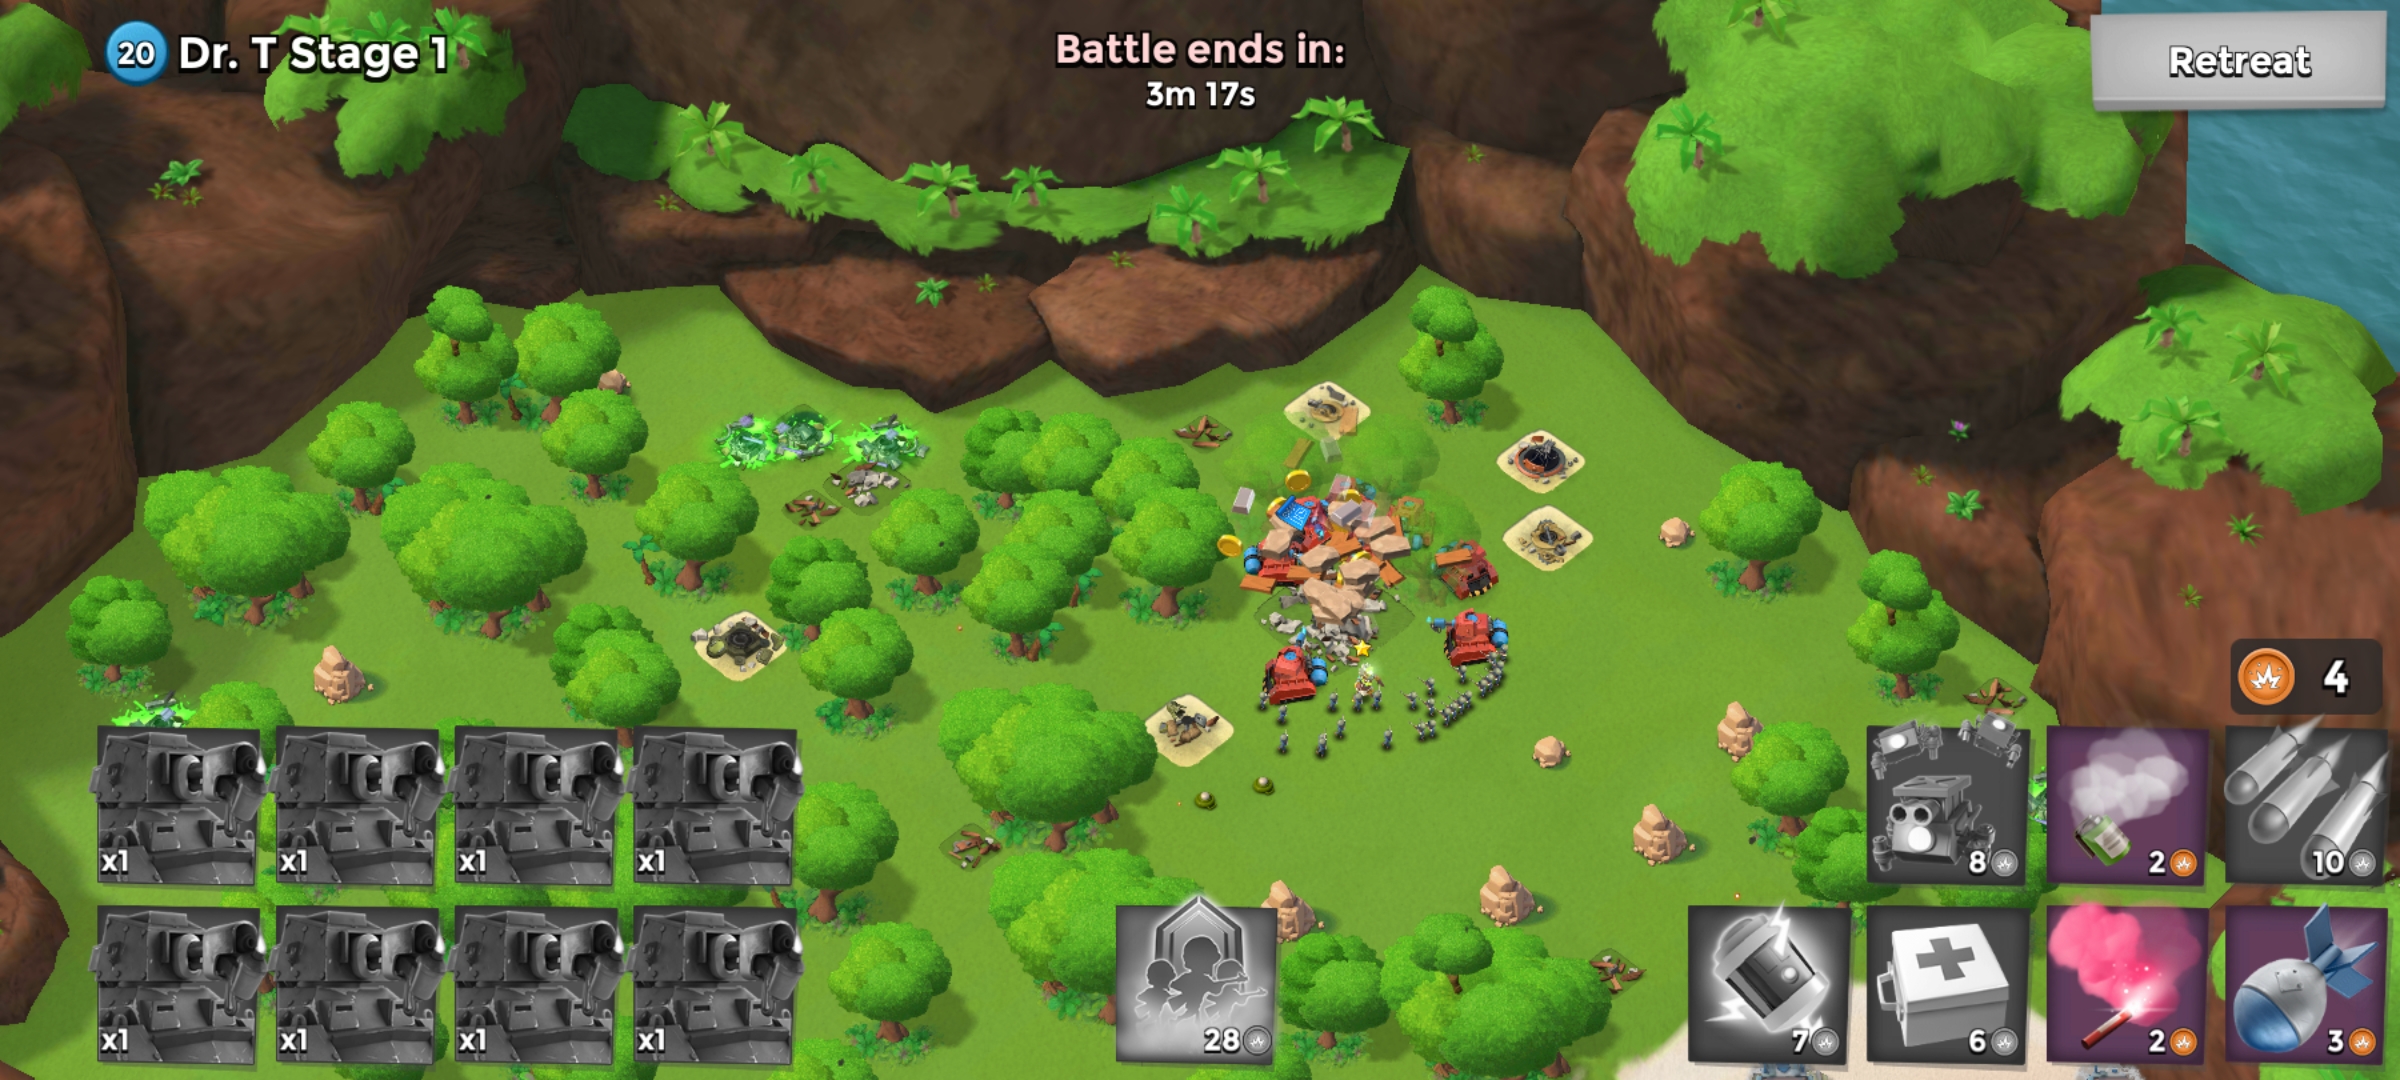 20 Dr. T Stage 1
Battle ends in:
3m 17s
Retreat
4
x1 x1 x1 x1
8 2 10
x1 x1 x1 x1
28 7 6 2 3